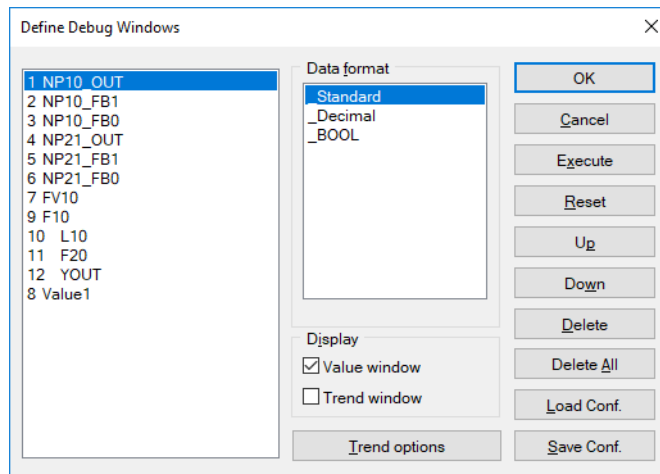 Define Debug Windows
1 NP10_OUT
2 NP10_FB1
3 NP10_FB0
4 NP21_OUT
5 NP21_FB1
6 NP21_FB0
7 FV10
9 F10
10 L10
11 F20
12 YOUT
8 Value1
Data format
_Standard
_Decimal
_BOOL
Display
Value window
Trend window
Trend options
OK
Cancel
Execute
Reset
Up
Down
Delete
Delete All
Load Conf.
Save Conf.